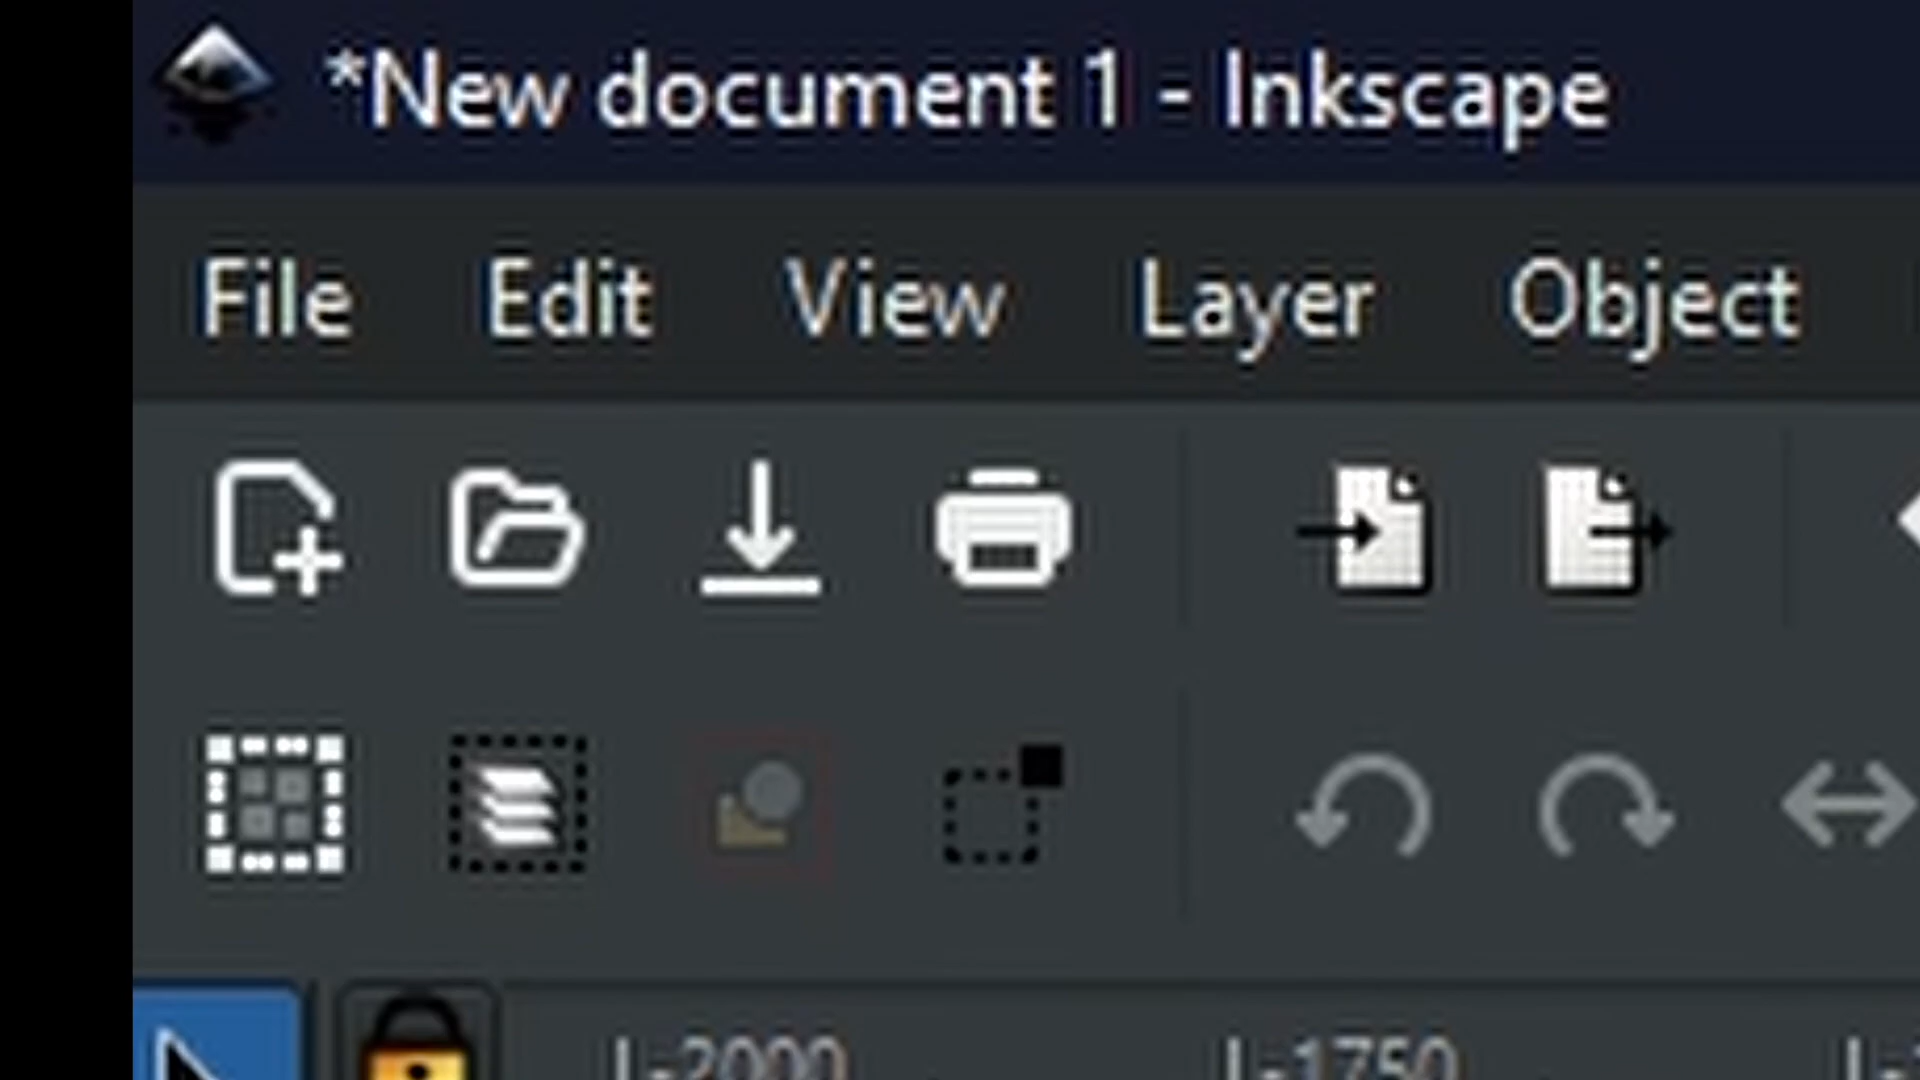 *New document 1 - Inkscape
File Edit View Layer Object
-2000 -1750